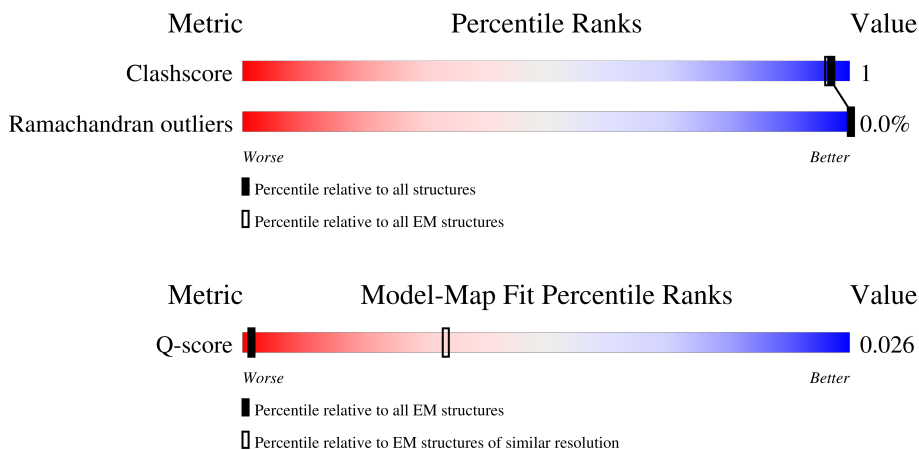 Metric Percentile Ranks Value
Clashscore 1
Ramachandran outliers 0.0%
Worse Better
Percentile relative to all structures
Percentile relative to all EM structures
Metric Model-Map Fit Percentile Ranks Value
Q-score 0.026
Worse Better
Percentile relative to all EM structures
Percentile relative to EM structures of similar resolution